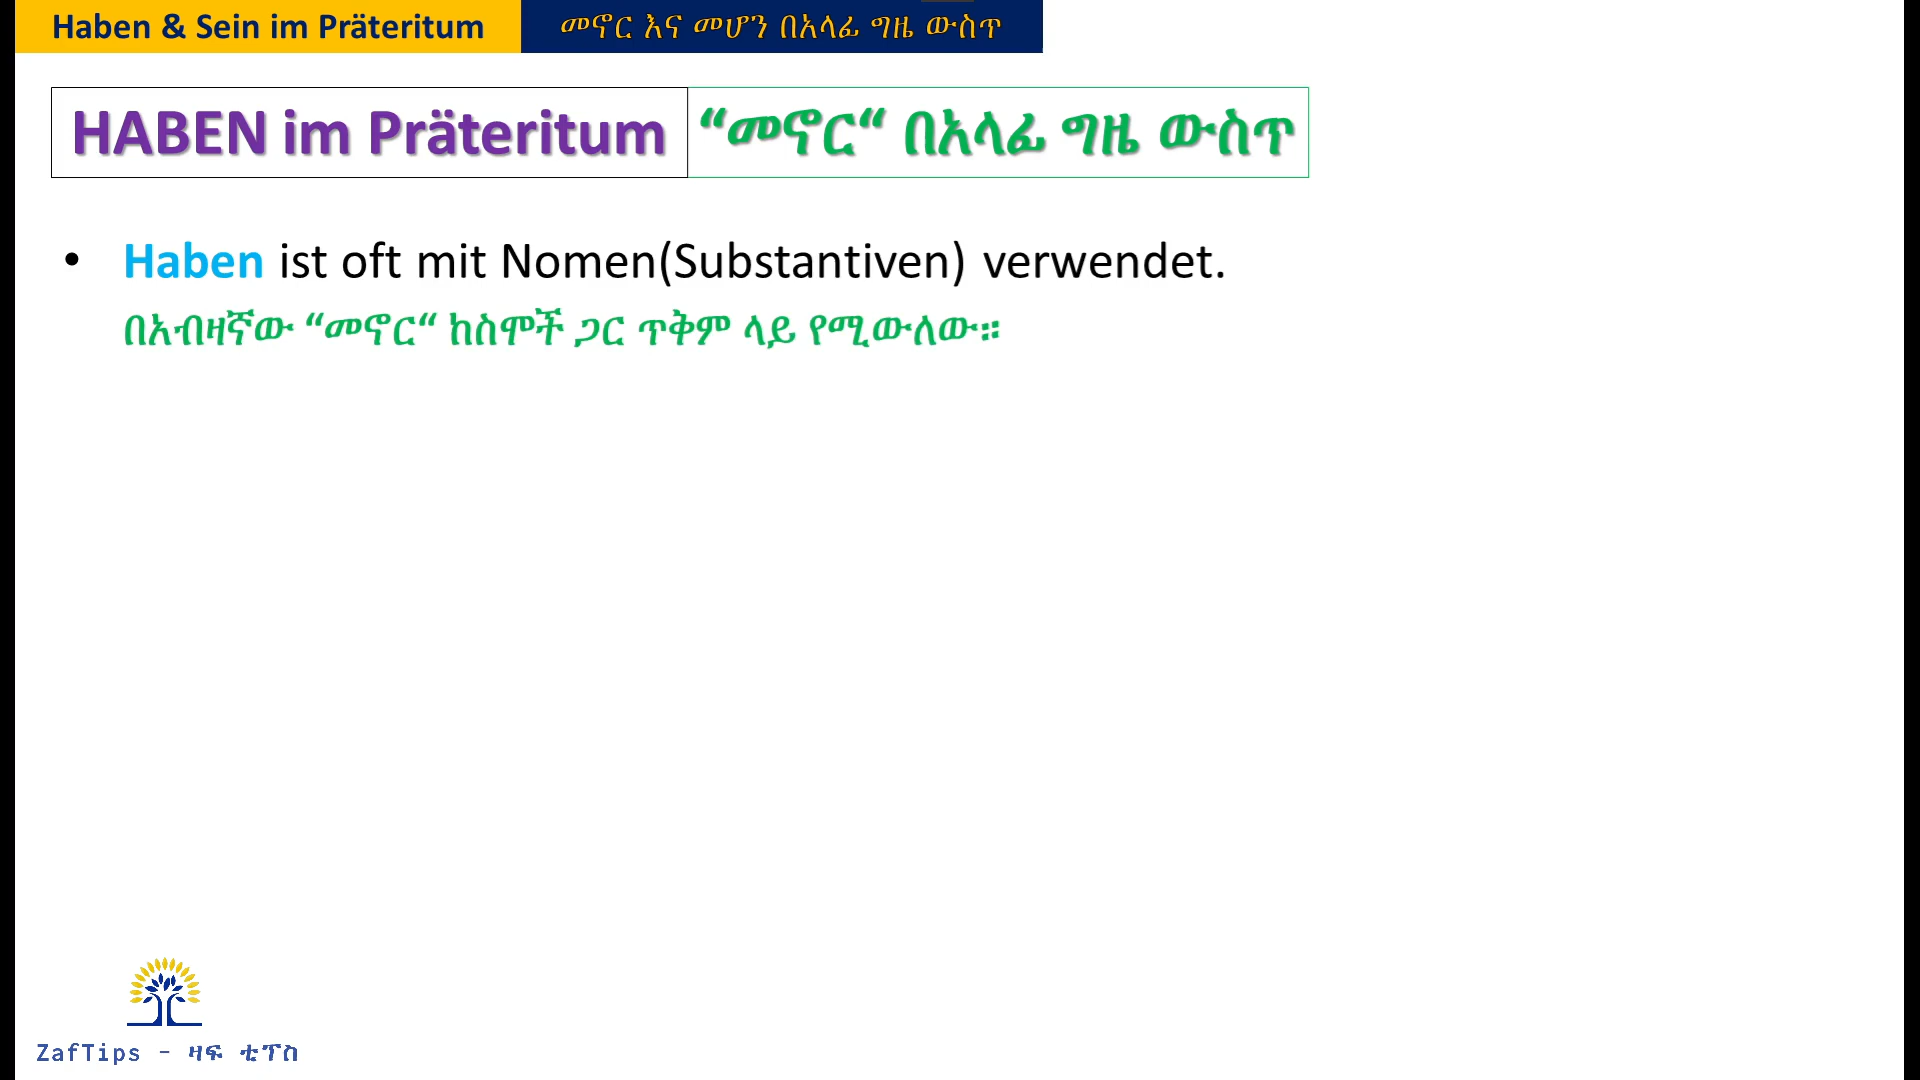 Haben & Sein im Präteritum
መኖር እና መሆን በአላፊ ግዜ ውስጥ
HABEN im Präteritum
“መኖር“ በአላፊ ግዜ ውስጥ
• Haben ist oft mit Nomen(Substantiven) verwendet.
በአብዛኛው “መኖር“ ከስሞች ጋር ጥቅም ላይ የሚውለው።
ZafTips - ዛፍ ቲፕስ